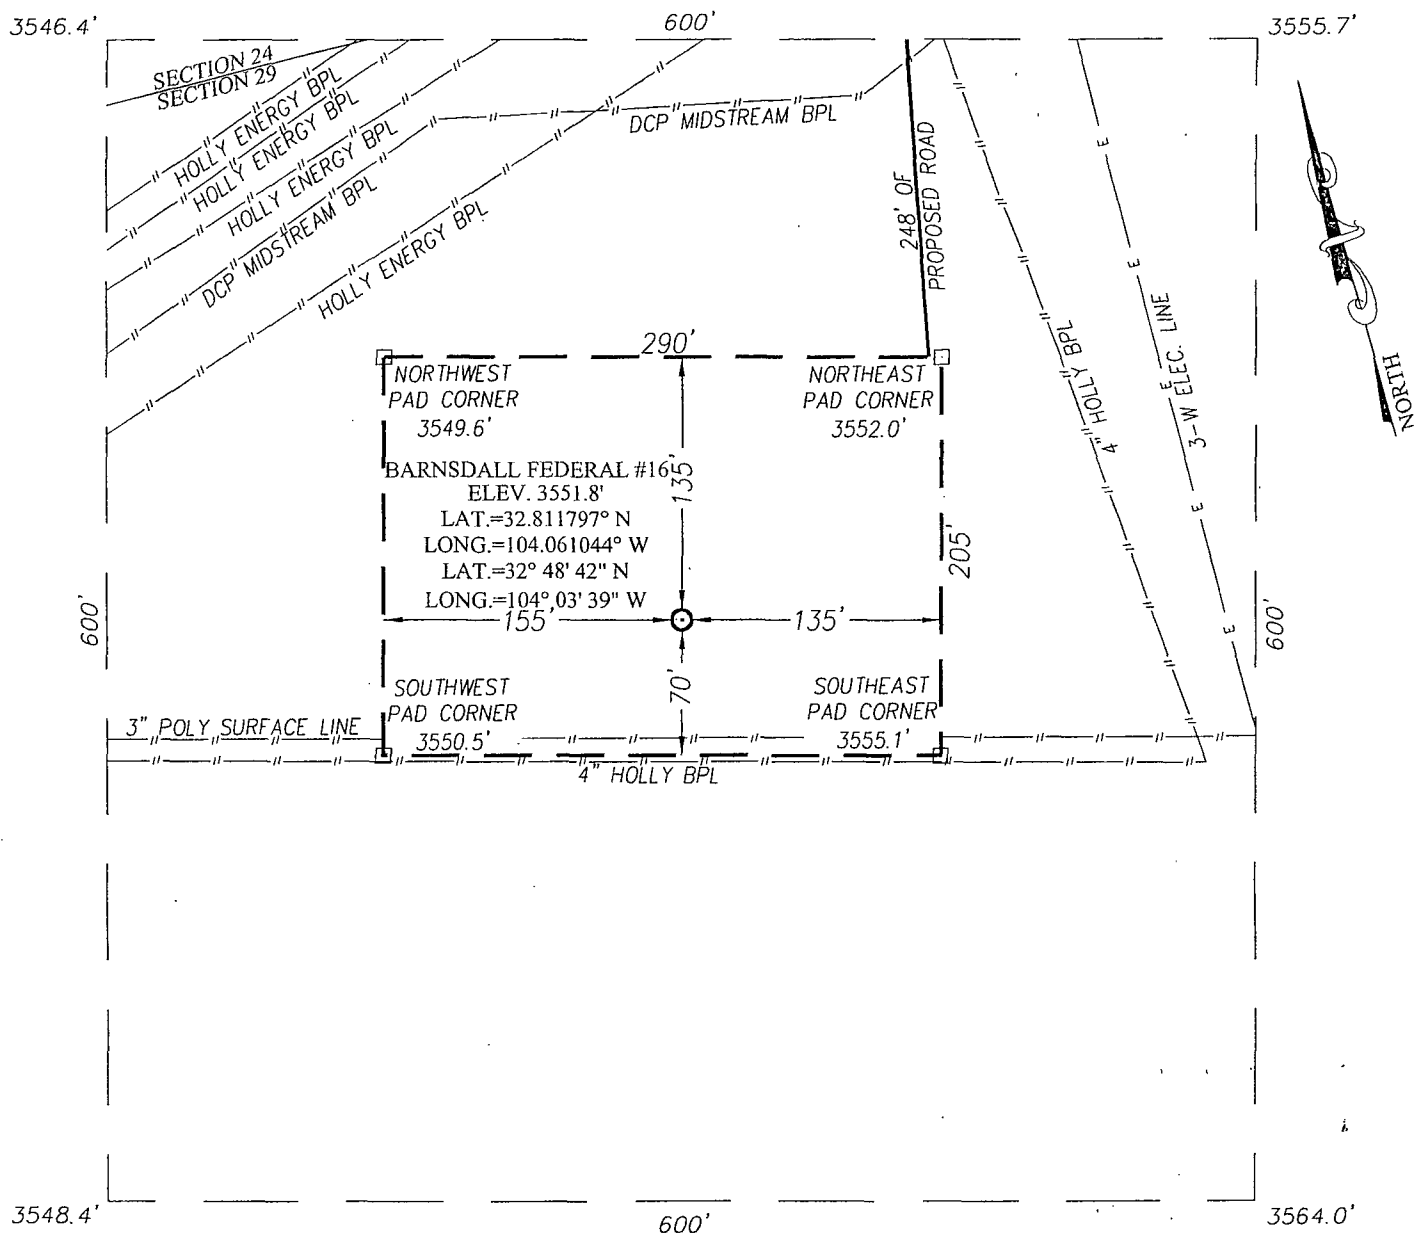 3546.4'
600'
3555.7'
SECTION 24
SECTION 29
HOLLY ENERGY BPL
HOLLY ENERGY BPL
HOLLY ENERGY BPL
DCP MIDSTREAM BPL
HOLLY ENERGY BPL
DCP MIDSTREAM BPL
248' OF
PROPOSED ROAD
4" HOLLY BPL
3-W ELEC. LINE
E
E
E
E
E
E
E
NORTH
290'
NORTHWEST
PAD CORNER
3549.6'
NORTHEAST
PAD CORNER
3552.0'
BARNSDALL FEDERAL #16
ELEV. 3551.8'
LAT.=32.811797° N
LONG.=104.061044° W
LAT.=32° 48' 42" N
LONG.=104° 03' 39" W
135'
205'
155'
135'
70'
600'
600'
SOUTHWEST
PAD CORNER
3550.5'
SOUTHEAST
PAD CORNER
3555.1'
3" POLY SURFACE LINE
4" HOLLY BPL
3548.4'
600'
3564.0'